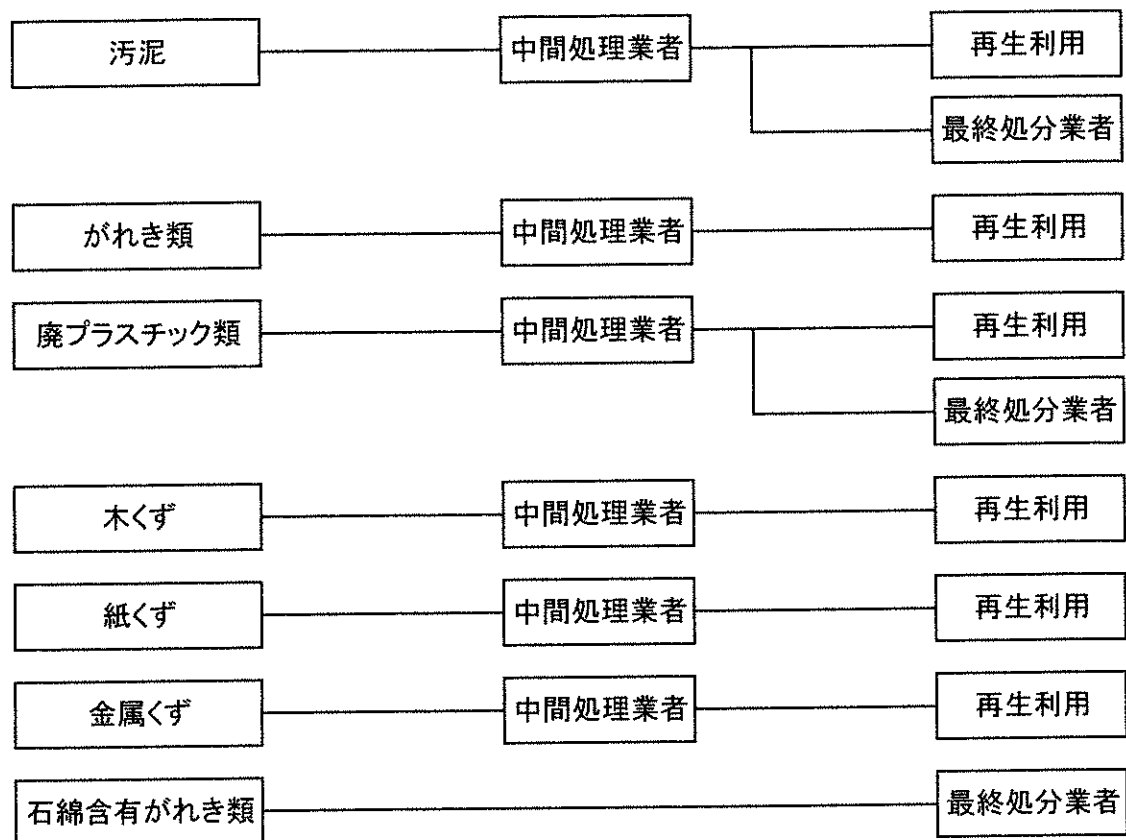 汚泥
中間処理業者
再生利用
最終処分業者
がれき類
中間処理業者
再生利用
廃プラスチック類
中間処理業者
再生利用
最終処分業者
木くず
中間処理業者
再生利用
紙くず
中間処理業者
再生利用
金属くず
中間処理業者
再生利用
石綿含有がれき類
最終処分業者